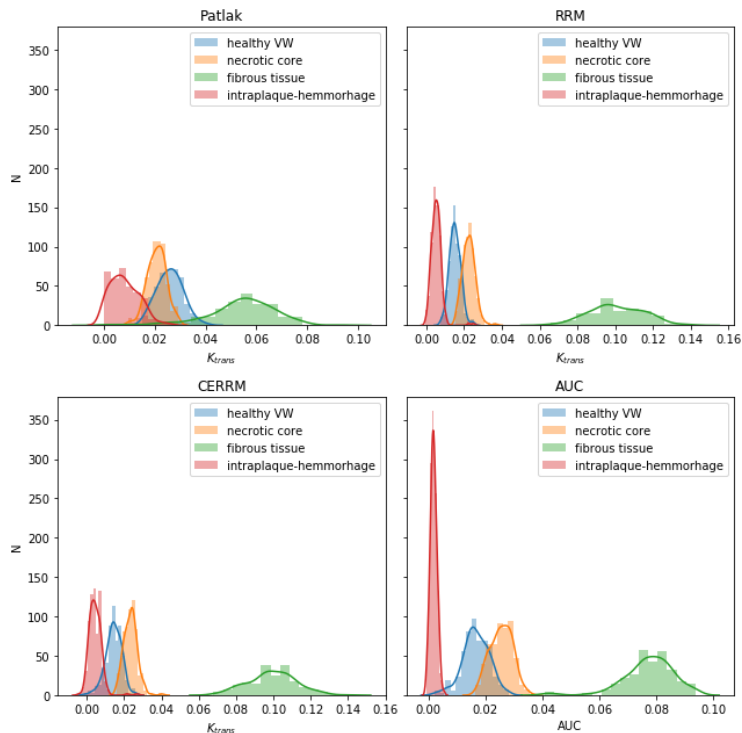 Patlak
RRM
healthy VW
necrotic core
fibrous tissue
intraplaque-hemmorhage
healthy VW
necrotic core
fibrous tissue
intraplaque-hemmorhage
350
300
250
200
150
100
50
0
N
0.00 0.02 0.04 0.06 0.08 0.10
K_trans
0.00 0.02 0.04 0.06 0.08 0.10 0.12 0.14 0.16
K_trans
CERRM
AUC
healthy VW
necrotic core
fibrous tissue
intraplaque-hemmorhage
healthy VW
necrotic core
fibrous tissue
intraplaque-hemmorhage
350
300
250
200
150
100
50
0
N
0.00 0.02 0.04 0.06 0.08 0.10 0.12 0.14 0.16
K_trans
0.00 0.02 0.04 0.06 0.08 0.10
AUC